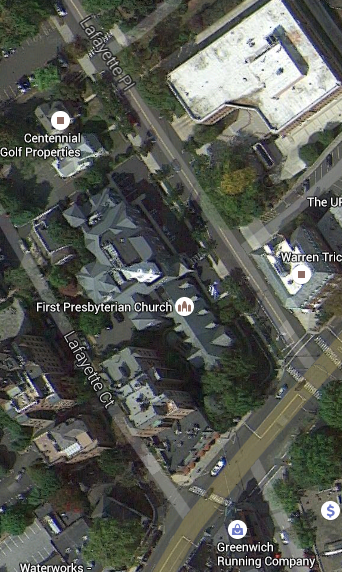 Lafayette Pl
Centennial
Golf Properties
The UP
Warren Tric
First Presbyterian Church
Lafayette Ct
$
Greenwich
Running Company
Waterworks -